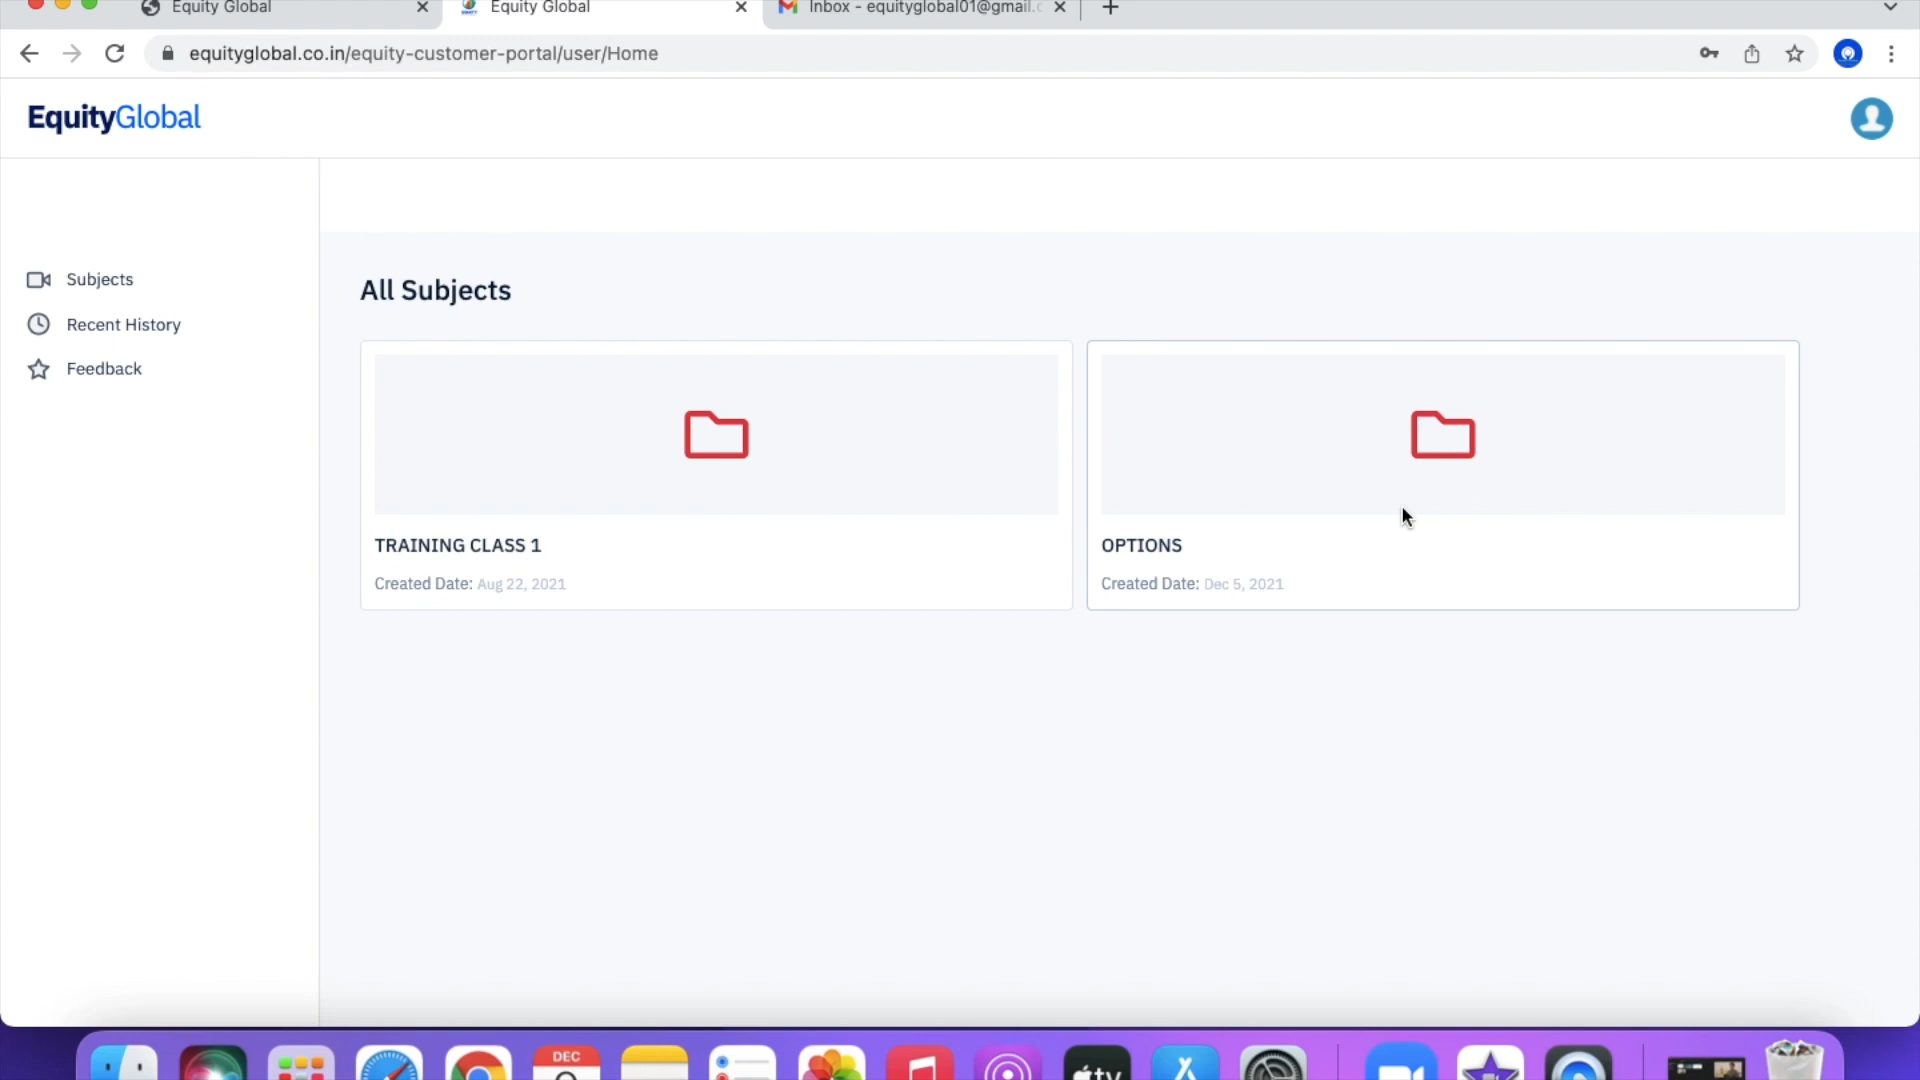 Equity Global
Equity Global
Inbox - equityglobal01@gmail.c
equityglobal.co.in/equity-customer-portal/user/Home
EquityGlobal
Subjects
Recent History
Feedback
All Subjects
TRAINING CLASS 1
Created Date: Aug 22, 2021
OPTIONS
Created Date: Dec 5, 2021
DEC
tv